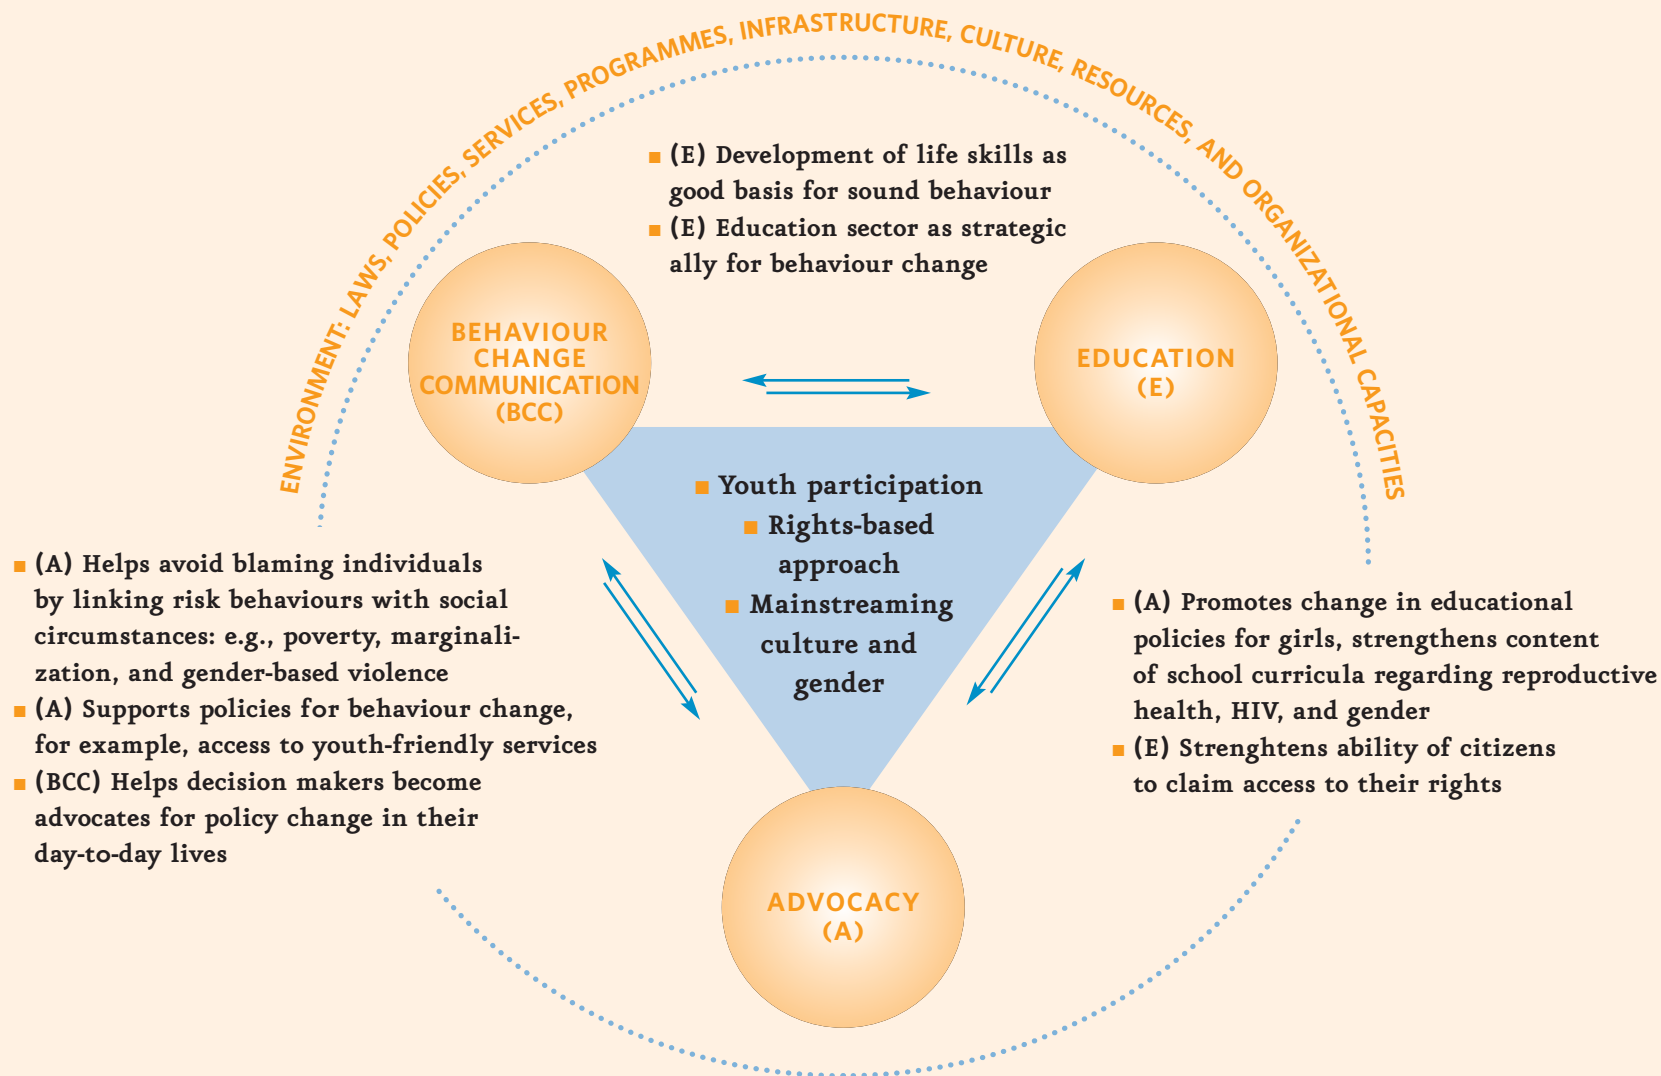 ENVIRONMENT: LAWS, POLICIES, SERVICES, PROGRAMMES, INFRASTRUCTURE, CULTURE, RESOURCES, AND ORGANIZATIONAL CAPACITIES
■ (E) Development of life skills as
good basis for sound behaviour
■ (E) Education sector as strategic
ally for behaviour change
BEHAVIOUR
CHANGE
COMMUNICATION
(BCC)
EDUCATION
(E)
■ Youth participation
■ Rights-based
approach
■ Mainstreaming
culture and
gender
■ (A) Helps avoid blaming individuals
by linking risk behaviours with social
circumstances: e.g., poverty, marginali-
zation, and gender-based violence
■ (A) Supports policies for behaviour change,
for example, access to youth-friendly services
■ (BCC) Helps decision makers become
advocates for policy change in their
day-to-day lives
■ (A) Promotes change in educational
policies for girls, strengthens content
of school curricula regarding reproductive
health, HIV, and gender
■ (E) Strenghtens ability of citizens
to claim access to their rights
ADVOCACY
(A)